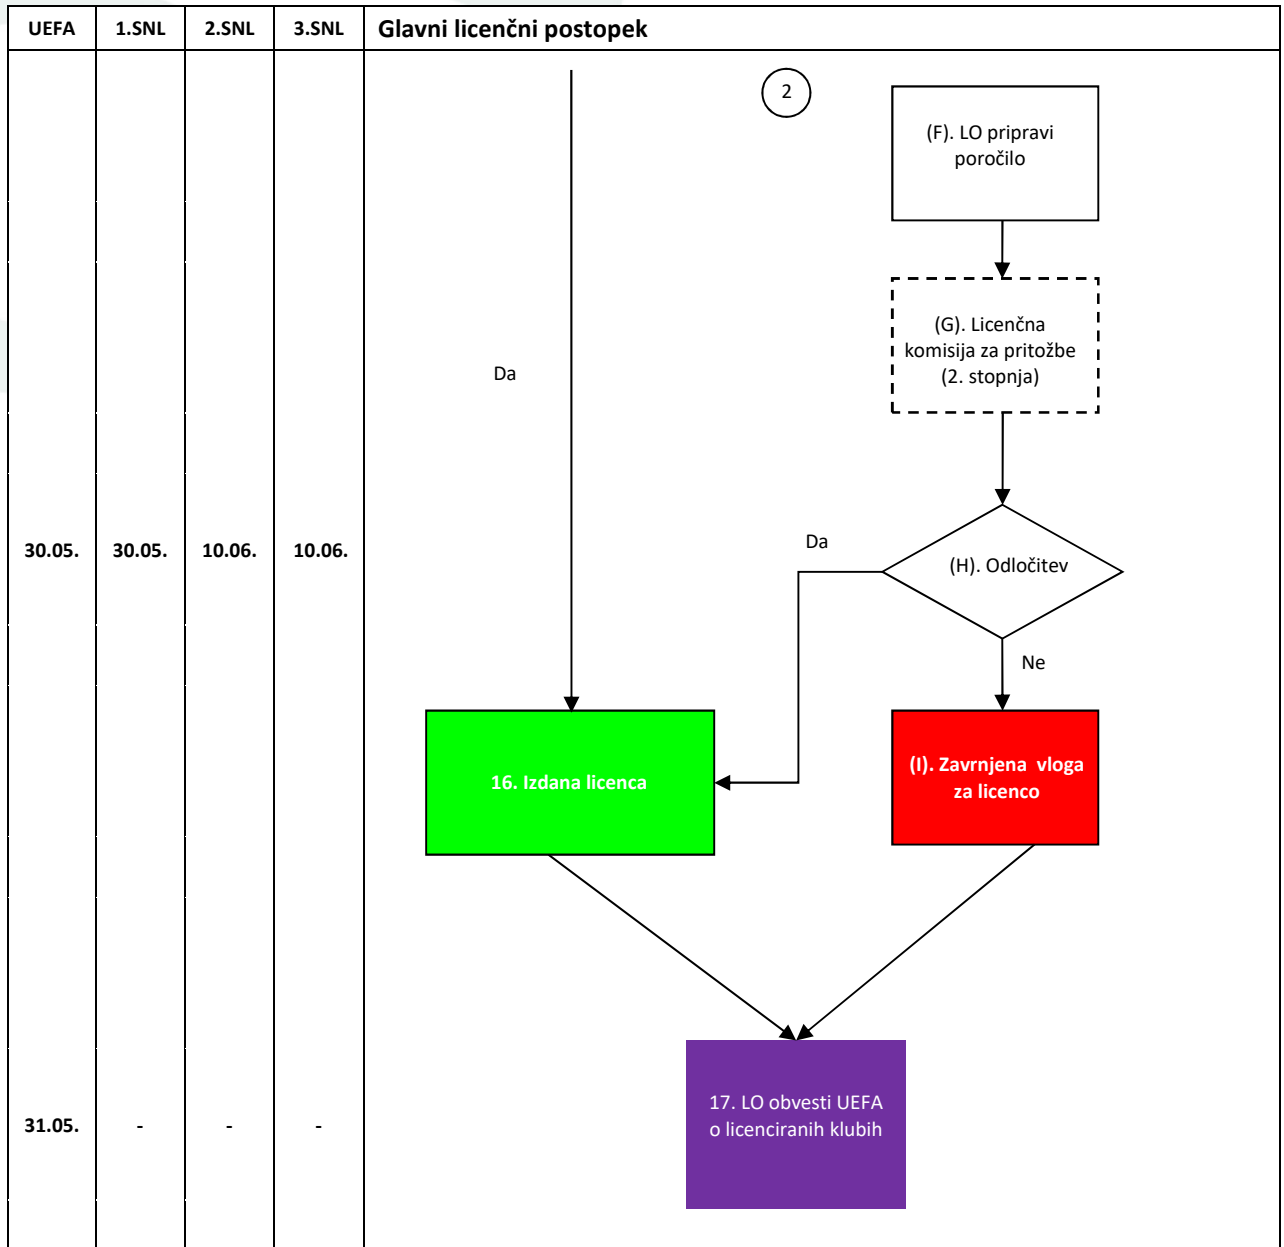 UEFA 1.SNL 2.SNL 3.SNL Glavni licenčni postopek
2
(F). LO pripravi
poročilo
(G). Licenčna
komisija za pritožbe
(2. stopnja)
Da
30.05. 30.05. 10.06. 10.06.
Da
(H). Odločitev
Ne
16. Izdana licenca
(I). Zavrnjena vloga
za licenco
17. LO obvesti UEFA
o licenciranih klubih
31.05. - - -